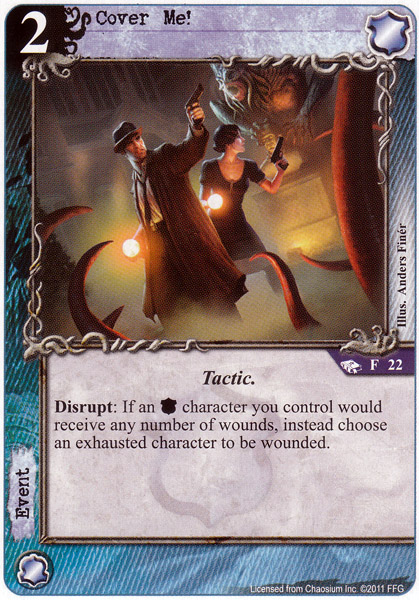 2
Cover Me!
Illus. Anders Finér
F 22
Tactic.
Disrupt: If an character you control would
receive any number of wounds, instead choose
an exhausted character to be wounded.
Event
Licensed from Chaosium Inc. ©2011 FFG